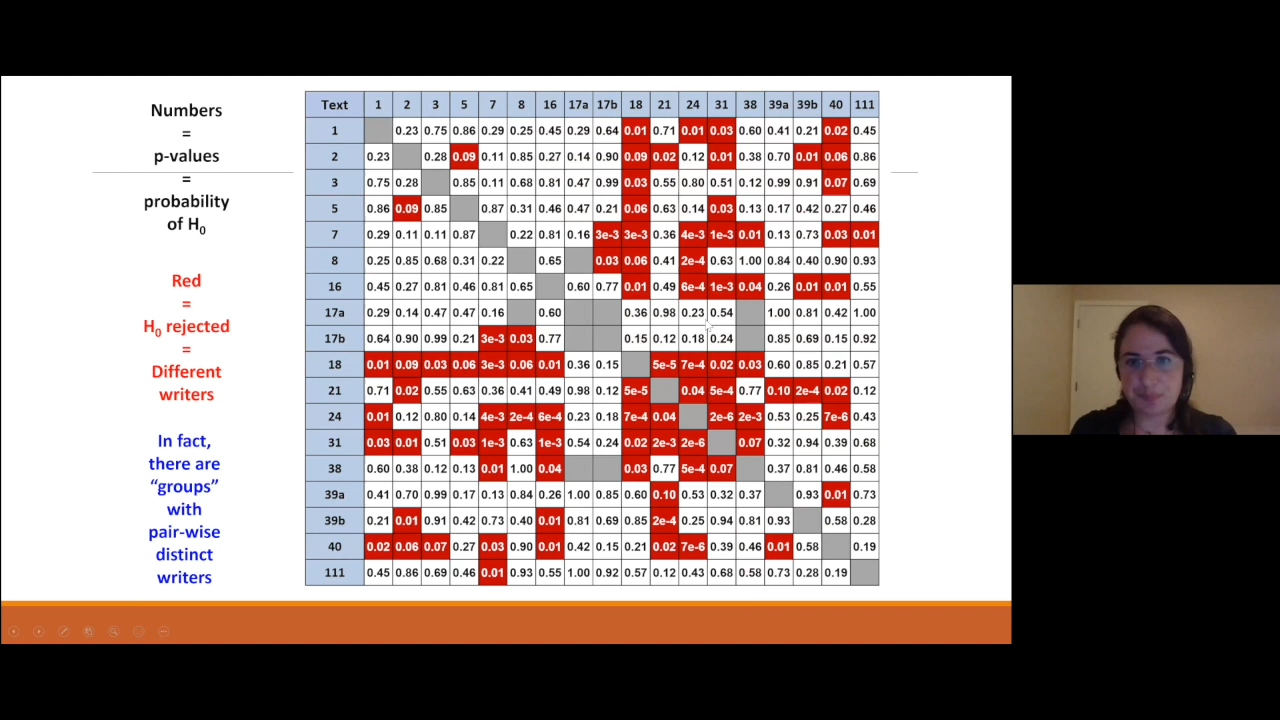 Numbers
=
p-values
=
probability
of H0
Red
=
H0 rejected
=
Different
writers
In fact,
there are
“groups”
with
pair-wise
distinct
writers
Text 1 2 3 5 7 8 16 17a 17b 18 21 24 31 38 39a 39b 40 111
1 0.23 0.75 0.86 0.29 0.25 0.45 0.29 0.64 0.01 0.71 0.01 0.03 0.60 0.41 0.21 0.02 0.45
2 0.23 0.28 0.09 0.11 0.85 0.27 0.14 0.90 0.09 0.02 0.12 0.01 0.38 0.70 0.01 0.06 0.86
3 0.75 0.28 0.85 0.11 0.68 0.81 0.47 0.99 0.03 0.55 0.80 0.51 0.12 0.99 0.91 0.07 0.69
5 0.86 0.09 0.85 0.87 0.31 0.46 0.47 0.21 0.06 0.63 0.14 0.03 0.13 0.17 0.42 0.27 0.46
7 0.29 0.11 0.11 0.87 0.22 0.81 0.16 3e-3 3e-3 0.36 4e-3 1e-3 0.01 0.13 0.73 0.03 0.01
8 0.25 0.85 0.68 0.31 0.22 0.65 0.03 0.06 0.41 2e-4 0.63 1.00 0.84 0.40 0.90 0.93
16 0.45 0.27 0.81 0.46 0.81 0.65 0.60 0.77 0.01 0.49 6e-4 1e-3 0.04 0.26 0.01 0.01 0.55
17a 0.29 0.14 0.47 0.47 0.16 0.60 0.36 0.98 0.23 0.54 1.00 0.81 0.42 1.00
17b 0.64 0.90 0.99 0.21 3e-3 0.03 0.77 0.15 0.12 0.18 0.24 0.85 0.69 0.15 0.92
18 0.01 0.09 0.03 0.06 3e-3 0.06 0.01 0.36 0.15 5e-5 7e-4 0.02 0.03 0.60 0.85 0.21 0.57
21 0.71 0.02 0.55 0.63 0.36 0.41 0.49 0.98 0.12 5e-5 0.04 5e-4 0.77 0.10 2e-4 0.02 0.12
24 0.01 0.12 0.80 0.14 4e-3 2e-4 6e-4 0.23 0.18 7e-4 0.04 2e-6 2e-3 0.53 0.25 7e-6 0.43
31 0.03 0.01 0.51 0.03 1e-3 0.63 1e-3 0.54 0.24 0.02 2e-3 2e-6 0.07 0.32 0.94 0.39 0.68
38 0.60 0.38 0.12 0.13 0.01 1.00 0.04 0.03 0.77 5e-4 0.07 0.37 0.81 0.46 0.58
39a 0.41 0.70 0.99 0.17 0.13 0.84 0.26 1.00 0.85 0.60 0.10 0.53 0.32 0.37 0.93 0.01 0.73
39b 0.21 0.01 0.91 0.42 0.73 0.40 0.01 0.81 0.69 0.85 2e-4 0.25 0.94 0.81 0.93 0.58 0.28
40 0.02 0.06 0.07 0.27 0.03 0.90 0.01 0.42 0.15 0.21 0.02 7e-6 0.39 0.46 0.01 0.58 0.19
111 0.45 0.86 0.69 0.46 0.01 0.93 0.55 1.00 0.92 0.57 0.12 0.43 0.68 0.58 0.73 0.28 0.19